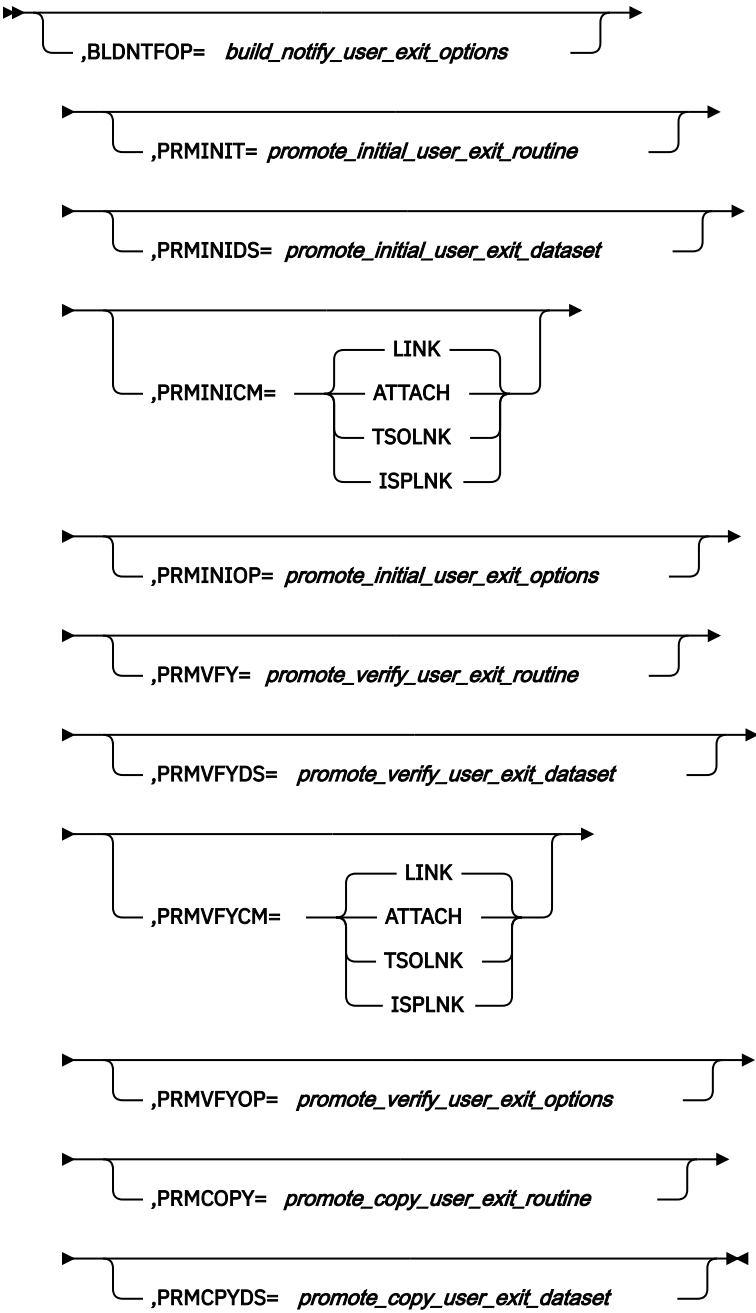 ,BLDNTFOP= build_notify_user_exit_options
,PRMINIT= promote_initial_user_exit_routine
,PRMINIDS= promote_initial_user_exit_dataset
LINK
,PRMINICM= ATTACH
TSOLNK
ISPLNK
,PRMINIOP= promote_initial_user_exit_options
,PRMVFY= promote_verify_user_exit_routine
,PRMVFYDS= promote_verify_user_exit_dataset
LINK
,PRMVFYCM= ATTACH
TSOLNK
ISPLNK
,PRMVFYOP= promote_verify_user_exit_options
,PRMCOPY= promote_copy_user_exit_routine
,PRMCPYDS= promote_copy_user_exit_dataset